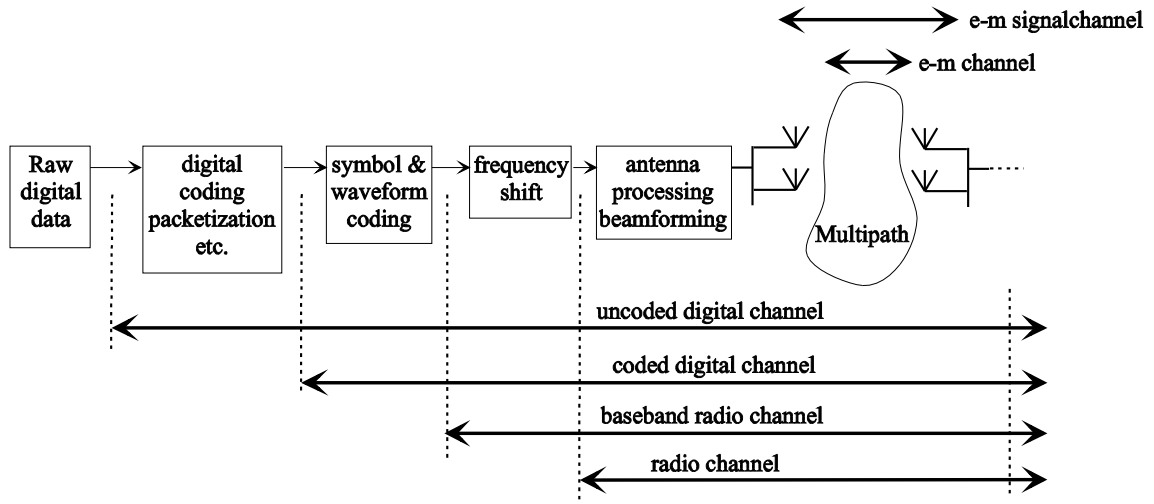 e-m signalchannel
e-m channel
Raw
digital
data
digital
coding
packetization
etc.
symbol &
waveform
coding
frequency
shift
antenna
processing
beamforming
Multipath
uncoded digital channel
coded digital channel
baseband radio channel
radio channel